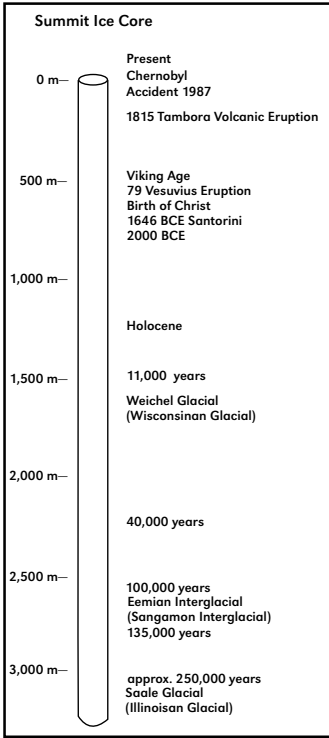 Summit Ice Core
Present
0 m—
Chernobyl
Accident 1987
1815 Tambora Volcanic Eruption
Viking Age
500 m—
79 Vesuvius Eruption
Birth of Christ
1646 BCE Santorini
2000 BCE
1,000 m—
Holocene
1,500 m—
11,000 years
Weichel Glacial
(Wisconsinan Glacial)
2,000 m—
40,000 years
2,500 m—
100,000 years
Eemian Interglacial
(Sangamon Interglacial)
135,000 years
3,000 m—
approx. 250,000 years
Saale Glacial
(Illinoisan Glacial)